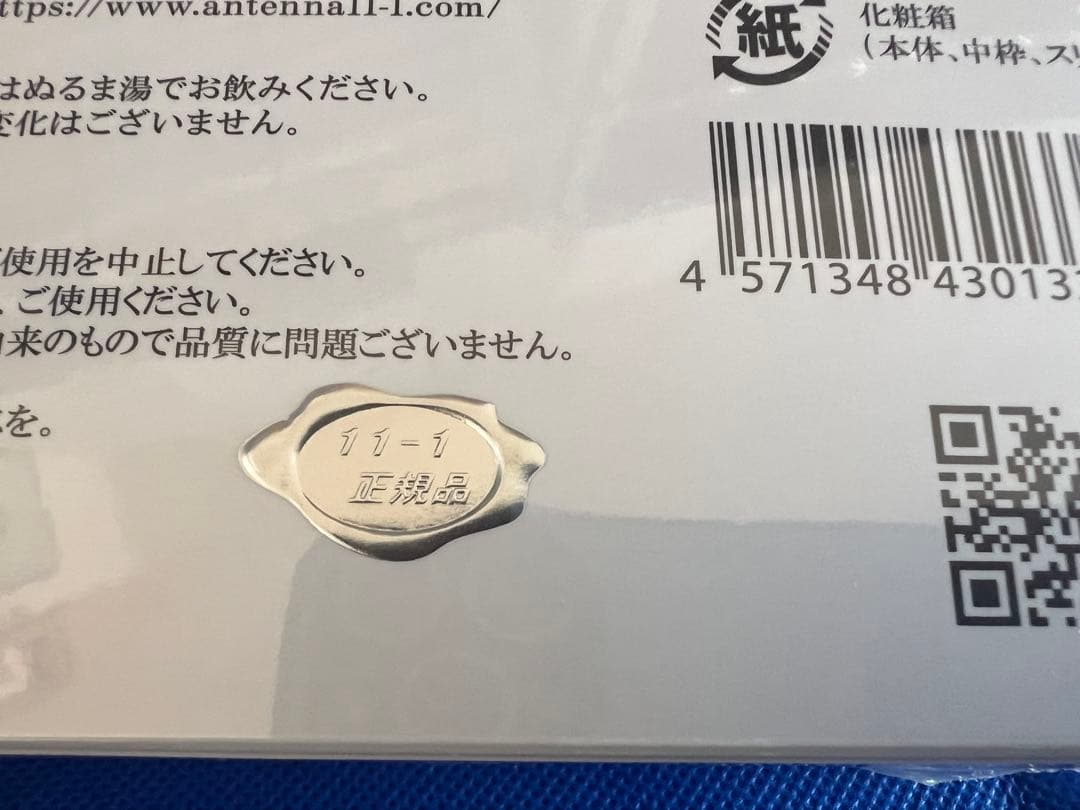 https://www.antenna11-1.com/
紙
化粧箱
(本体、中枠、スリ
はぬるま湯でお飲みください。
変化はございません。
使用を中止してください。
ご使用ください。
来のもので品質に問題ございません。
を。
4 571348 43013
11-1
正規品